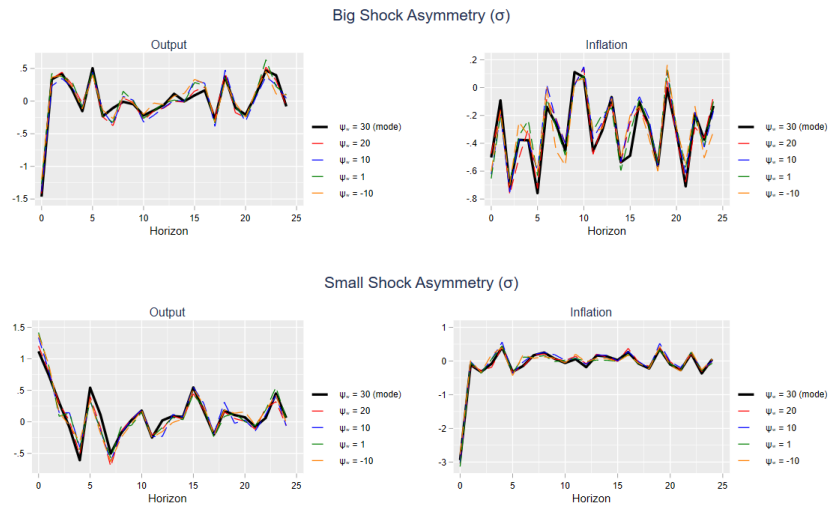 Big Shock Asymmetry (σ)
Output
.5
0
-.5
-1
-1.5
0 5 10 15 20 25
Horizon
ψ = 30 (mode)
ψ = 20
ψ = 10
ψ = 1
ψ = -10
Inflation
.2
0
-.2
-.4
-.6
-.8
0 5 10 15 20 25
Horizon
ψ = 30 (mode)
ψ = 20
ψ = 10
ψ = 1
ψ = -10
Small Shock Asymmetry (σ)
Output
1.5
1
.5
0
-.5
0 5 10 15 20 25
Horizon
ψ = 30 (mode)
ψ = 20
ψ = 10
ψ = 1
ψ = -10
Inflation
1
0
-1
-2
-3
0 5 10 15 20 25
Horizon
ψ = 30 (mode)
ψ = 20
ψ = 10
ψ = 1
ψ = -10